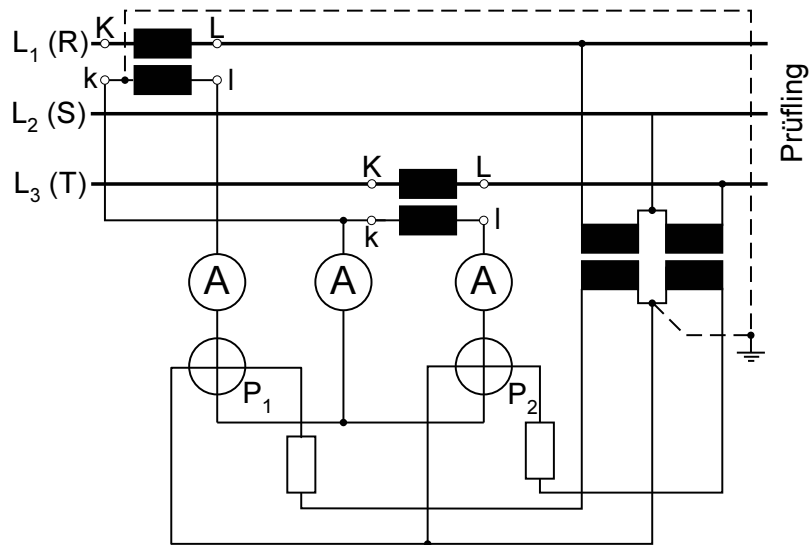 K
L
L₁ (R)
k
l
L₂ (S)
Prüfling
K
L
L₃ (T)
k
l
A
A
A
P₁
P₂